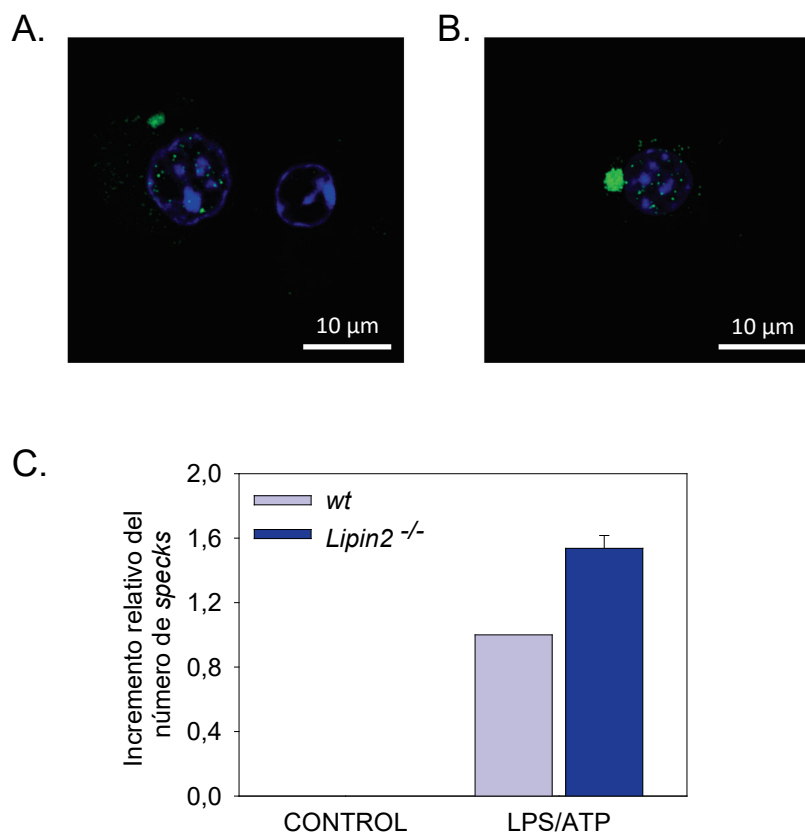 A.
B.
10 µm
10 µm
C.
Incremento relativo del
número de specks
2,0
1,6
1,2
0,8
0,4
0,0
wt
Lipin2 -/-
CONTROL
LPS/ATP